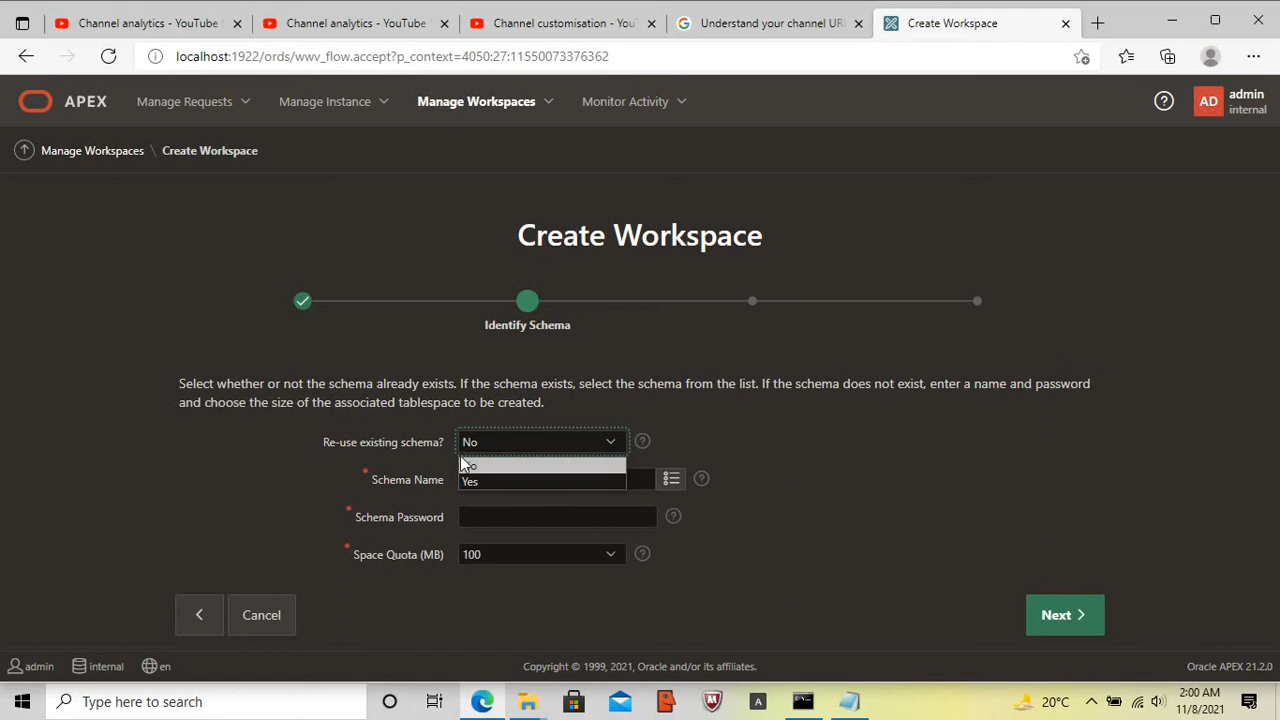 Channel analytics - YouTube S
Channel analytics - YouTube
Channel customisation - YouT
Understand your channel URL
Create Workspace
localhost:1922/ords/wwv_flow.accept?p_context=4050:27:11550073376362
APEX
Manage Requests
Manage Instance
Manage Workspaces
Monitor Activity
AD
admin
internal
Manage Workspaces \ Create Workspace
Create Workspace
Identify Schema
Select whether or not the schema already exists. If the schema exists, select the schema from the list. If the schema does not exist, enter a name and password
and choose the size of the associated tablespace to be created.
Re-use existing schema?
No
Yes
* Schema Name
* Schema Password
* Space Quota (MB)
100
Cancel
Next
admin
internal
en
Copyright © 1999, 2021, Oracle and/or its affiliates.
Oracle APEX 21.2.0
Type here to search
A
20°C
2:00 AM
11/8/2021